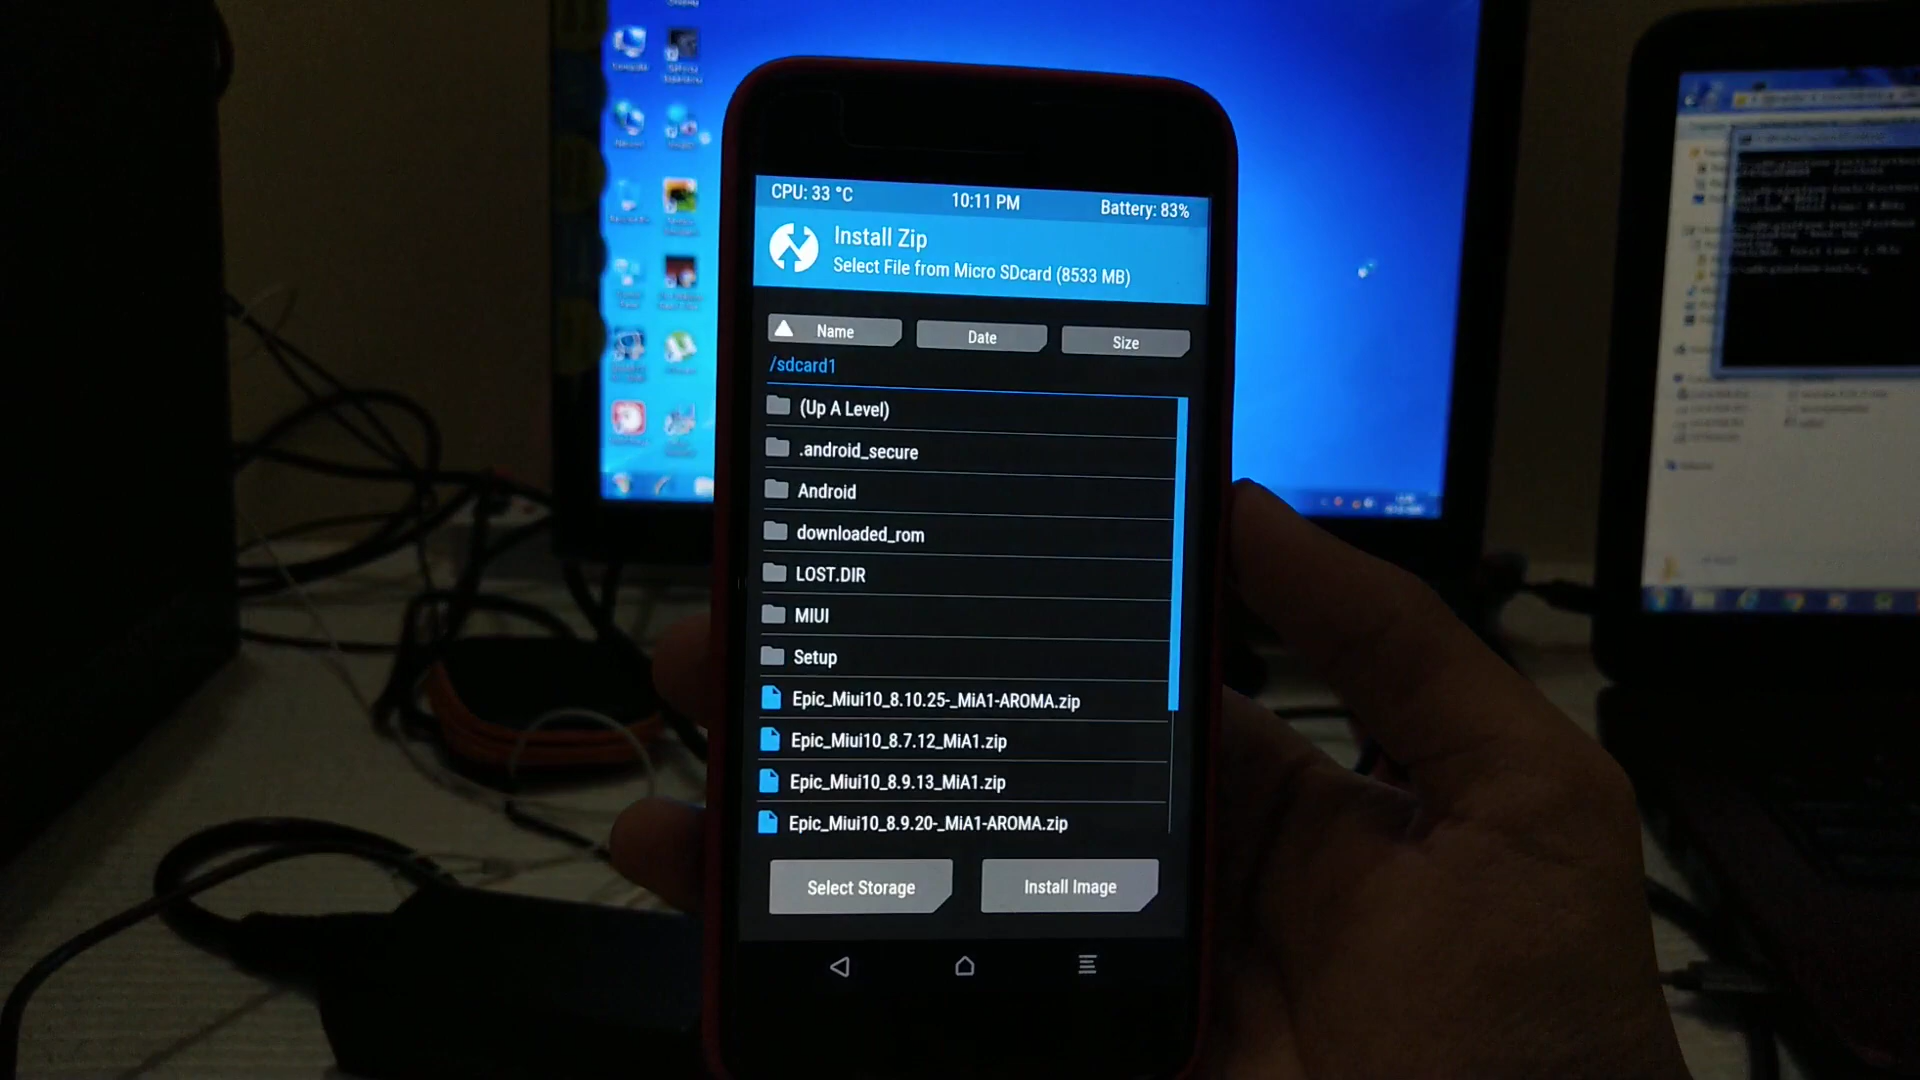 CPU: 33 °C 10:11 PM Battery: 83%
Install Zip
Select File from Micro SDcard (8533 MB)
Name Date Size
/sdcard1
(Up A Level)
.android_secure
Android
downloaded_rom
LOST.DIR
MIUI
Setup
Epic_Miui10_8.10.25-_MiA1-AROMA.zip
Epic_Miui10_8.7.12_MiA1.zip
Epic_Miui10_8.9.13_MiA1.zip
Epic_Miui10_8.9.20-_MiA1-AROMA.zip
Select Storage Install Image